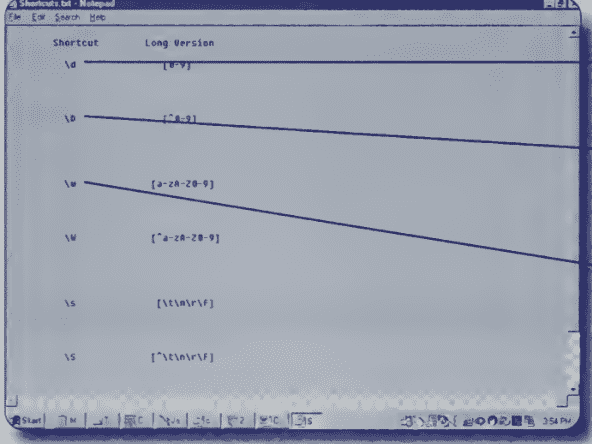 Shortcuts.txt - Notepad
File Edit Search Help
Shortcut Long Version
\d [0-9]
\D [^0-9]
\w [a-zA-Z0-9]
\W [^a-zA-Z0-9]
\s [\t\n\r\f]
\S [^\t\n\r\f]
Start 3:54 PM